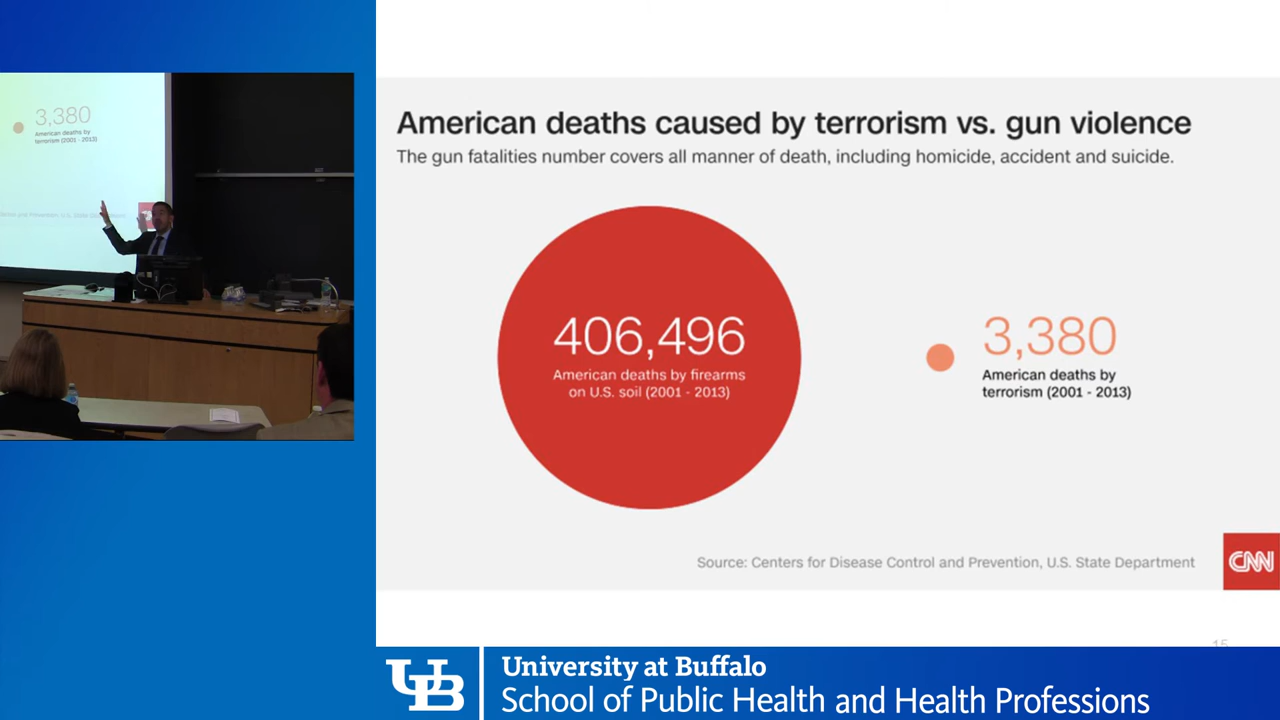 3,380
American deaths by
terrorism (2001 - 2013)
American deaths caused by terrorism vs. gun violence
The gun fatalities number covers all manner of death, including homicide, accident and suicide.
406,496
American deaths by firearms
on U.S. soil (2001 - 2013)
3,380
American deaths by
terrorism (2001 - 2013)
Source: Centers for Disease Control and Prevention, U.S. State Department
CNN
15
UB
University at Buffalo
School of Public Health and Health Professions